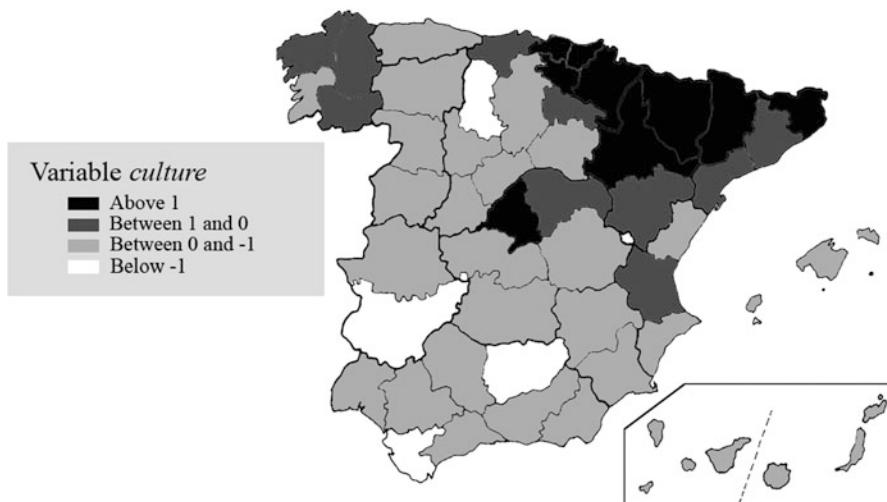 Variable culture
Above 1
Between 1 and 0
Between 0 and -1
Below -1